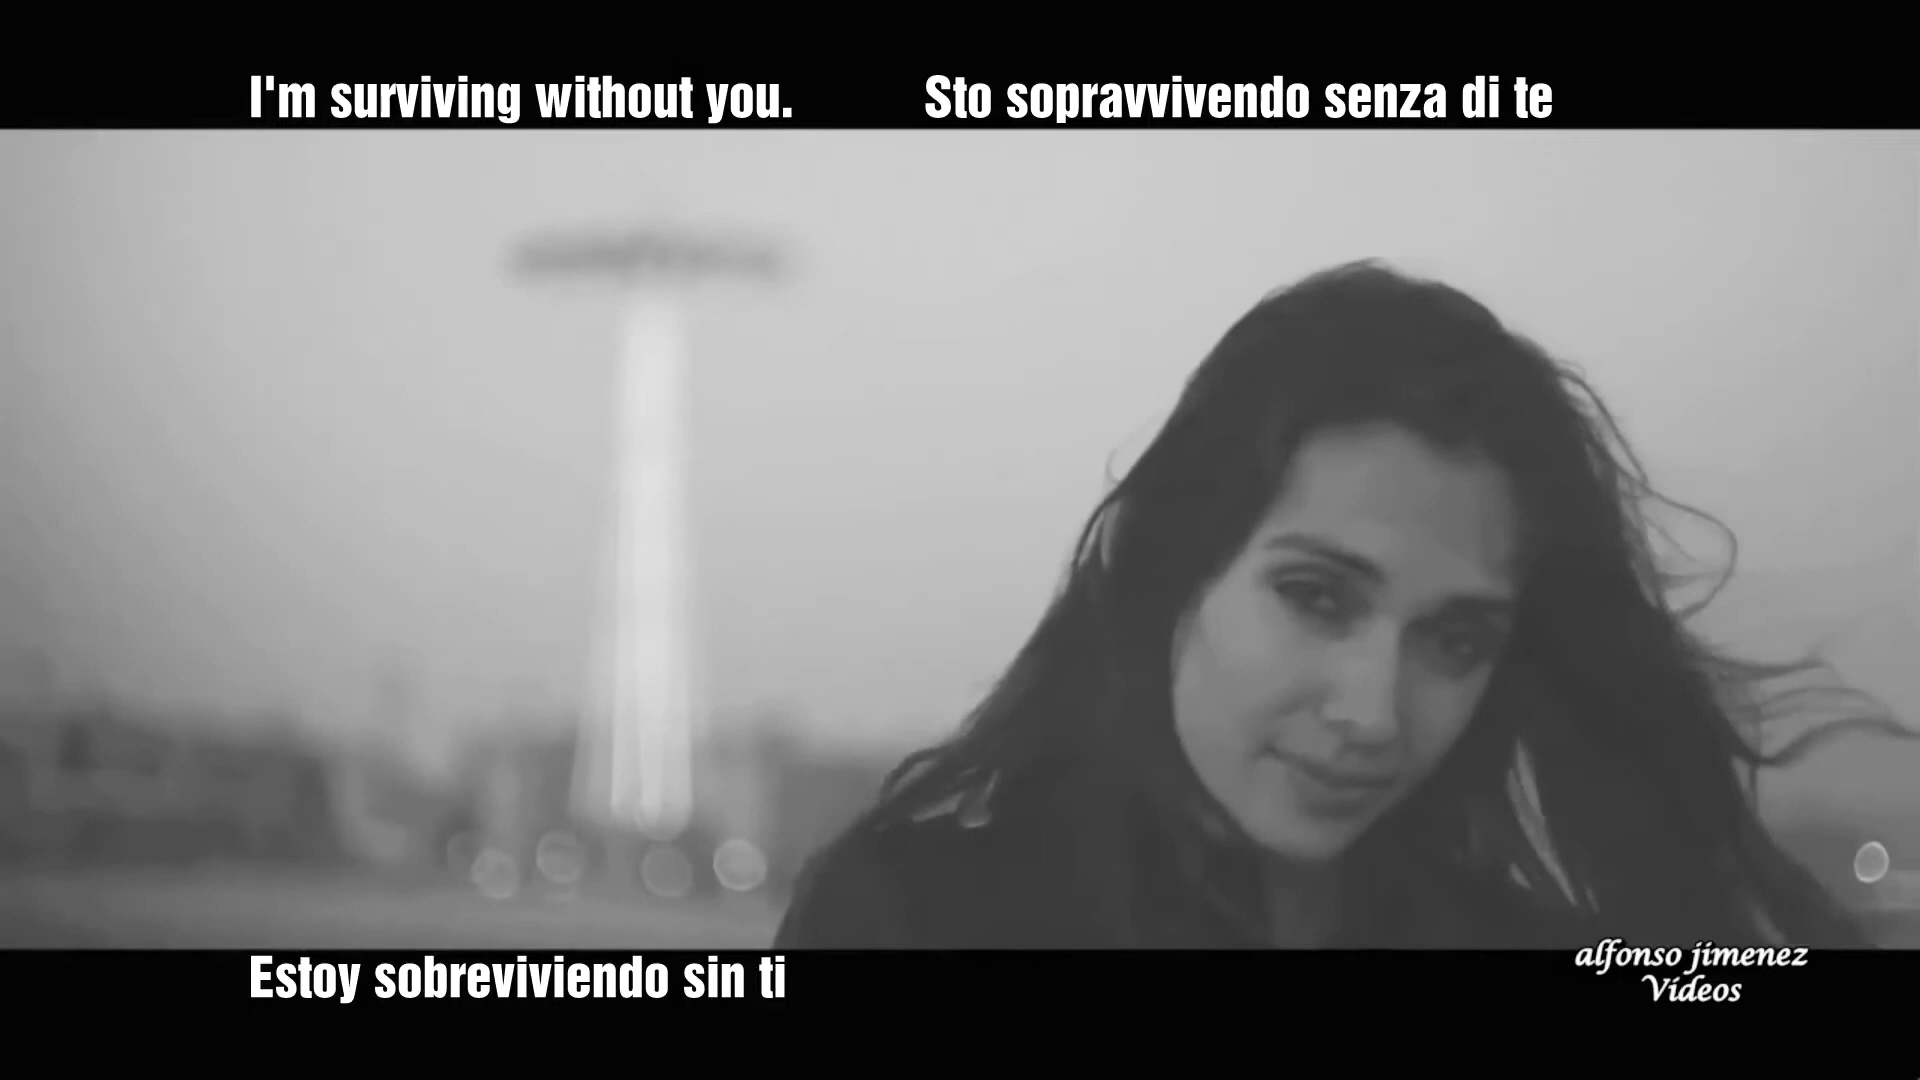 I'm surviving without you.
Sto sopravvivendo senza di te
Estoy sobreviviendo sin ti
alfonso jimenez
Videos